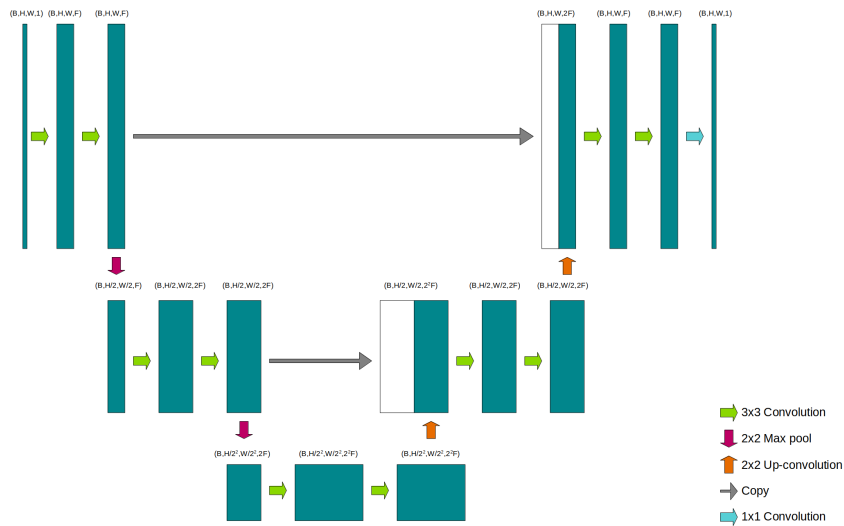 (B,H,W,1) (B,H,W,F) (B,H,W,F) (B,H,W,2F) (B,H,W,F) (B,H,W,F) (B,H,W,1)
(B,H/2,W/2,F) (B,H/2,W/2,2F) (B,H/2,W/2,2F) (B,H/2,W/2,2²F) (B,H/2,W/2,2F) (B,H/2,W/2,2F)
(B,H/2²,W/2²,2F) (B,H/2²,W/2²,2²F) (B,H/2²,W/2²,2²F)
3x3 Convolution
2x2 Max pool
2x2 Up-convolution
Copy
1x1 Convolution